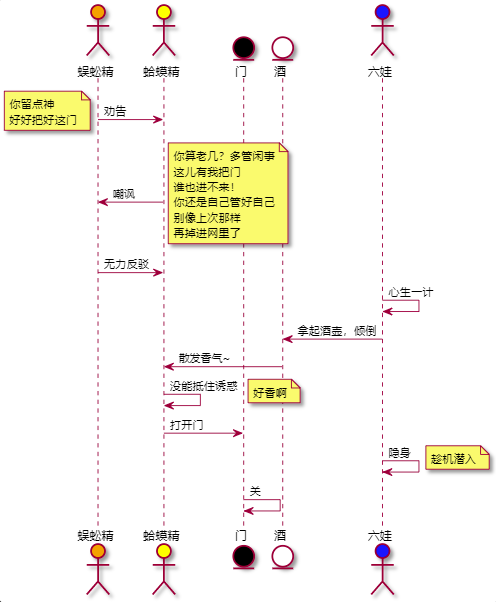 蜈蚣精
蛤蟆精
门
酒
六娃
你留点神
好好把好这门
劝告
你算老几？多管闲事
这儿有我把门
谁也进不来！
你还是自己管好自己
别像上次那样
再掉进网里了
嘲讽
无力反驳
心生一计
拿起酒壶，倾倒
散发香气~
没能抵住诱惑
好香啊
打开门
隐身
趁机潜入
关
蜈蚣精
蛤蟆精
门
酒
六娃